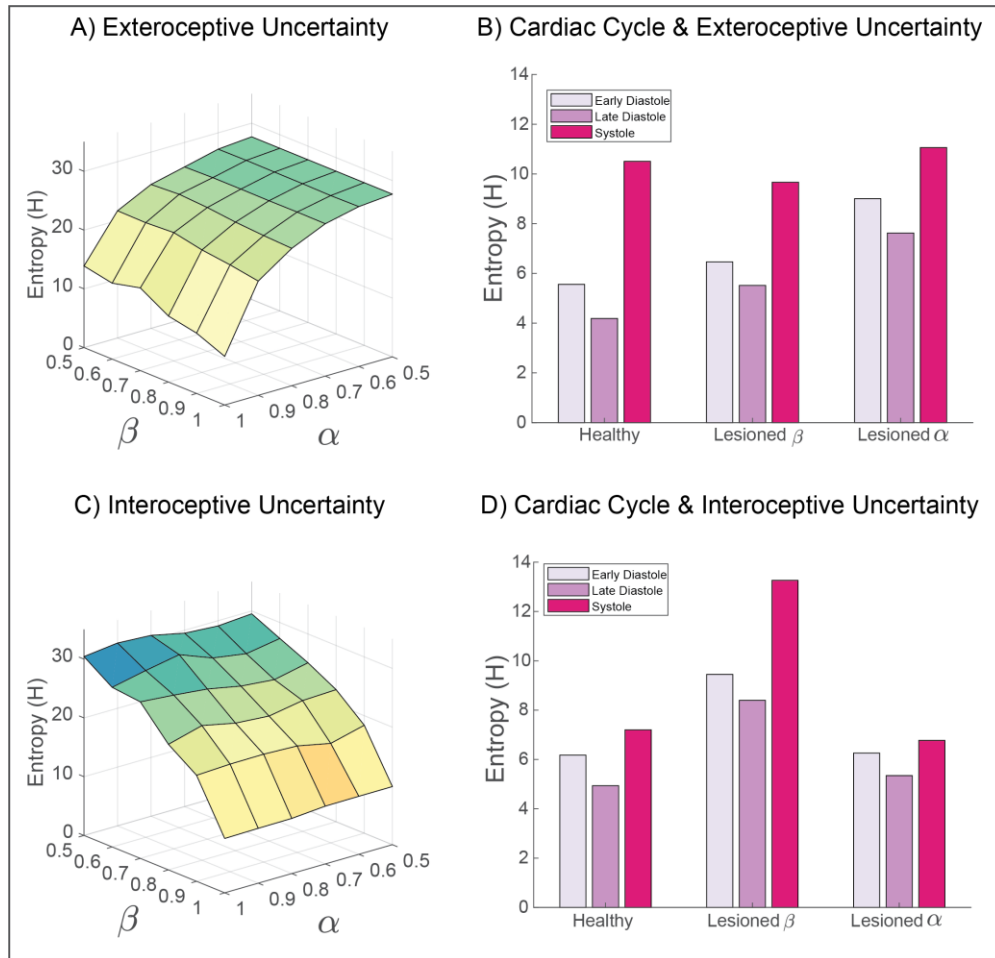 A) Exteroceptive Uncertainty
Entropy (H)
30
20
10
0
0.5
0.6
0.7
0.8
0.9
1
β
1
0.9
0.8
0.7
0.6
0.5
α
B) Cardiac Cycle & Exteroceptive Uncertainty
Entropy (H)
14
12
10
8
6
4
2
0
Early Diastole
Late Diastole
Systole
Healthy
Lesioned β
Lesioned α
C) Interoceptive Uncertainty
Entropy (H)
30
20
10
0
0.5
0.6
0.7
0.8
0.9
1
β
1
0.9
0.8
0.7
0.6
0.5
α
D) Cardiac Cycle & Interoceptive Uncertainty
Entropy (H)
14
12
10
8
6
4
2
0
Early Diastole
Late Diastole
Systole
Healthy
Lesioned β
Lesioned α